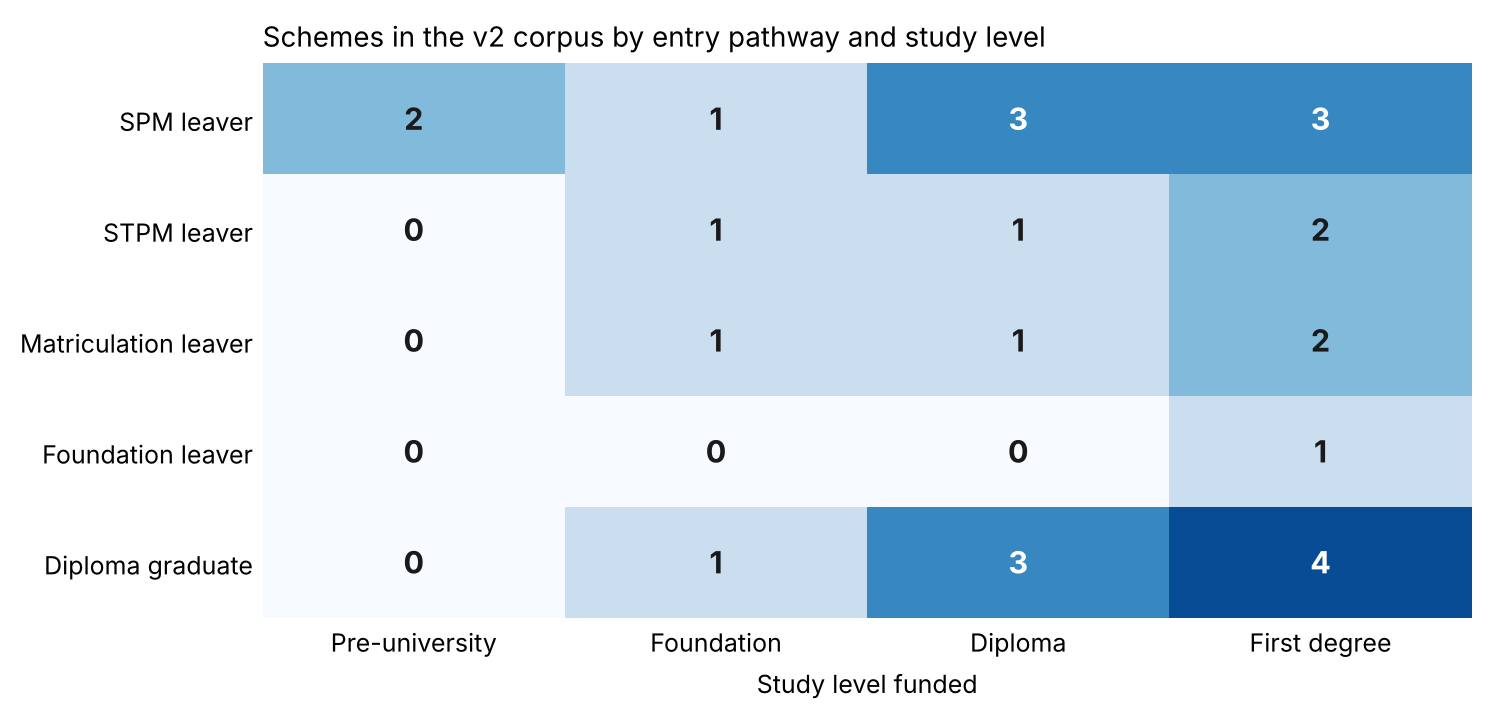 Schemes in the v2 corpus by entry pathway and study level
SPM leaver 2 1 3 3
STPM leaver 0 1 1 2
Matriculation leaver 0 1 1 2
Foundation leaver 0 0 0 1
Diploma graduate 0 1 3 4
Pre-university Foundation Diploma First degree
Study level funded